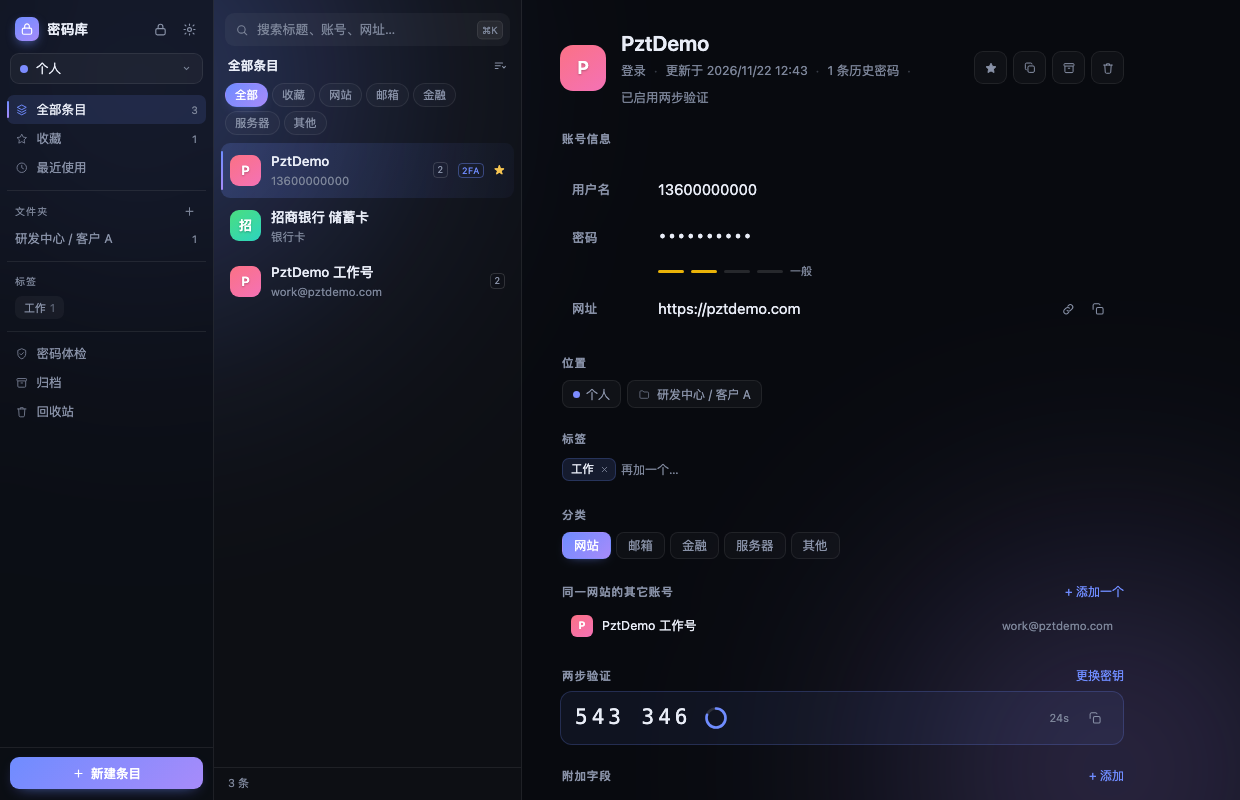 密码库
个人
全部条目 3
收藏 1
最近使用
文件夹 +
研发中心 / 客户 A 1
标签
工作 1
密码体检
归档
回收站
+ 新建条目
搜索标题、账号、网址... ⌘K
全部条目
全部 收藏 网站 邮箱 金融
服务器 其他
P PztDemo 2 2FA
13600000000
招 招商银行 储蓄卡
银行卡
P PztDemo 工作号 2
work@pztdemo.com
3 条
P PztDemo
登录 · 更新于 2026/11/22 12:43 · 1 条历史密码 ·
已启用两步验证
账号信息
用户名 13600000000
密码 ••••••••••
一般
网址 https://pztdemo.com
位置
个人 研发中心 / 客户 A
标签
工作 × 再加一个...
分类
网站 邮箱 金融 服务器 其他
同一网站的其它账号 + 添加一个
P PztDemo 工作号 work@pztdemo.com
两步验证 更换密钥
543 346 24s
附加字段 + 添加